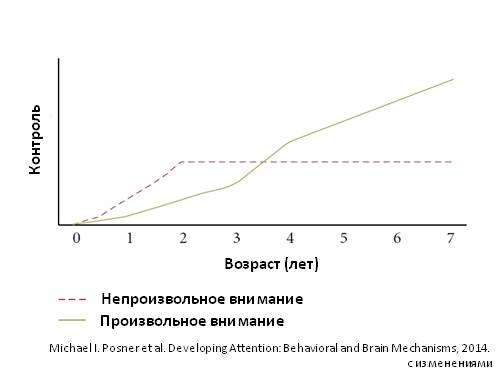 Контроль
0 1 2 3 4 5 6 7
Возраст (лет)
Непроизвольное внимание
Произвольное внимание
Michael I. Posner et al. Developing Attention: Behavioral and Brain Mechanisms, 2014.
с изменениями